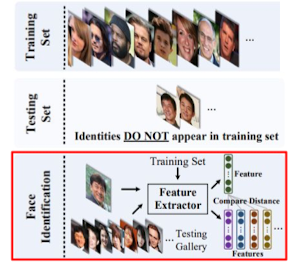 Training
Set
...
Testing
Set
Identities DO NOT appear in training set
Face
Identification
Training Set
Feature
Extractor
Feature
Compare Distance
... Testing
Gallery
...
Features